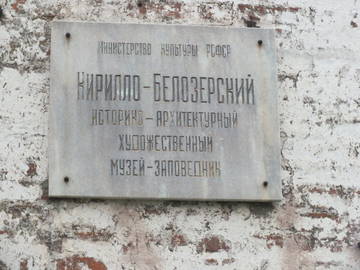 Министерство культуры РСФСР
Кирилло-Белозерский
историко-архитектурный
художественный
музей-заповедник